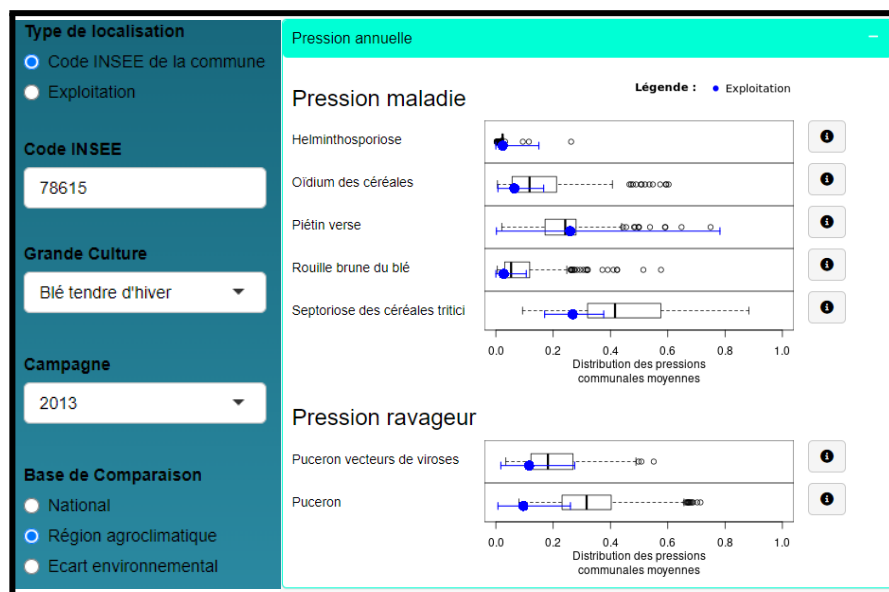 Type de localisation
Code INSEE de la commune
Exploitation
Code INSEE
78615
Grande Culture
Blé tendre d'hiver
Campagne
2013
Base de Comparaison
National
Région agroclimatique
Ecart environnemental
Pression annuelle
Pression maladie
Légende : Exploitation
Helminthosporiose
Oïdium des céréales
Piétin verse
Rouille brune du blé
Septoriose des céréales tritici
0.0 0.2 0.4 0.6 0.8 1.0
Distribution des pressions
communales moyennes
Pression ravageur
Puceron vecteurs de viroses
Puceron
0.0 0.2 0.4 0.6 0.8 1.0
Distribution des pressions
communales moyennes